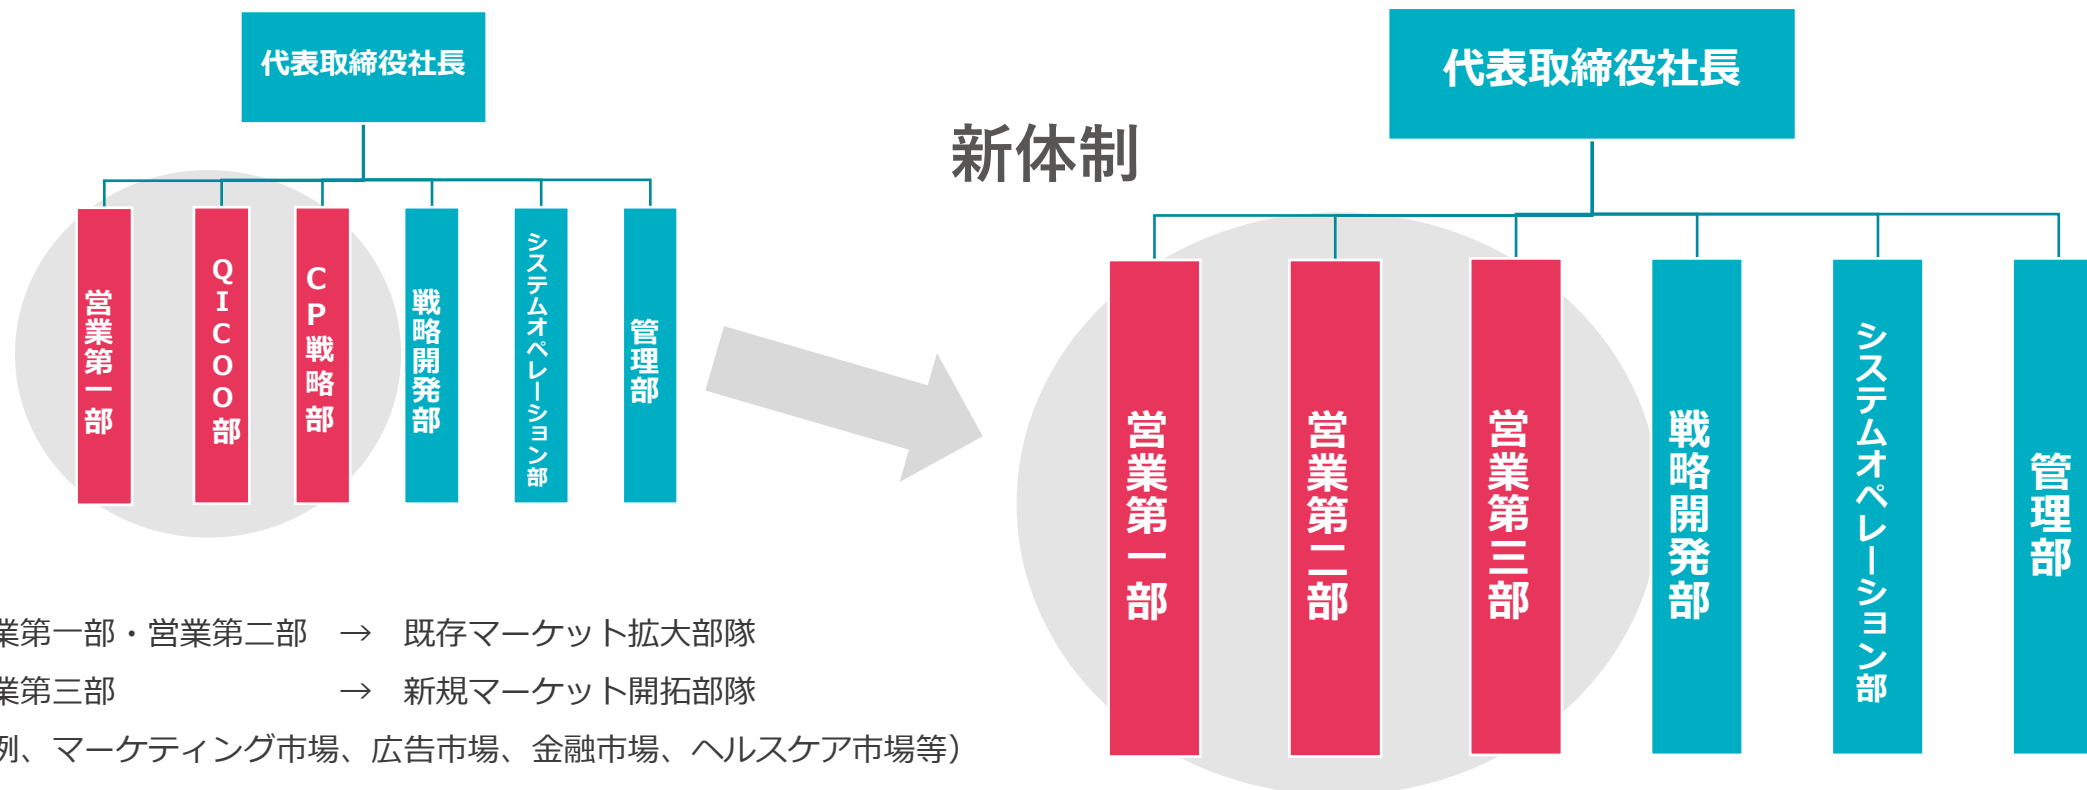 代表取締役社長
営業第一部
QICOO部
CP戦略部
戦略開発部
システムオペレーション部
管理部
新体制
代表取締役社長
営業第一部
営業第二部
営業第三部
戦略開発部
システムオペレーション部
管理部
業第一部・営業第二部 → 既存マーケット拡大部隊
業第三部 → 新規マーケット開拓部隊
例、マーケティング市場、広告市場、金融市場、ヘルスケア市場等）